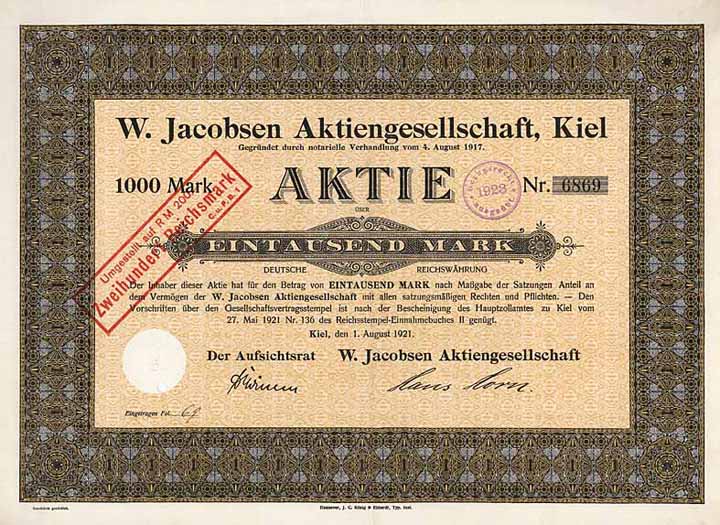 W. Jacobsen Aktiengesellschaft, Kiel
Gegründet durch notarielle Verhandlung vom 4. August 1917.
1000 Mark AKTIE Nr. 6869
ÜBER
1923
Umgestellt auf RM 200
Zweihundert Reichsmark
EINTAUSEND MARK
DEUTSCHE REICHSWÄHRUNG
Der Inhaber dieser Aktie hat für den Betrag von EINTAUSEND MARK nach Maßgabe der Satzungen Anteil an
dem Vermögen der W. Jacobsen Aktiengesellschaft mit allen satzungsmäßigen Rechten und Pflichten. – Den
Vorschriften über den Gesellschaftsvertragsstempel ist nach der Bescheinigung des Hauptzollamtes zu Kiel vom
27. Mai 1921 Nr. 136 des Reichsstempel-Einnahmebuches II genügt.
Kiel, den 1. August 1921.
Der Aufsichtsrat W. Jacobsen Aktiengesellschaft
Hans Horn.
Eingetragen Fol. 69
Hannover, J. C. König & Ebhardt, Typ. Inst.